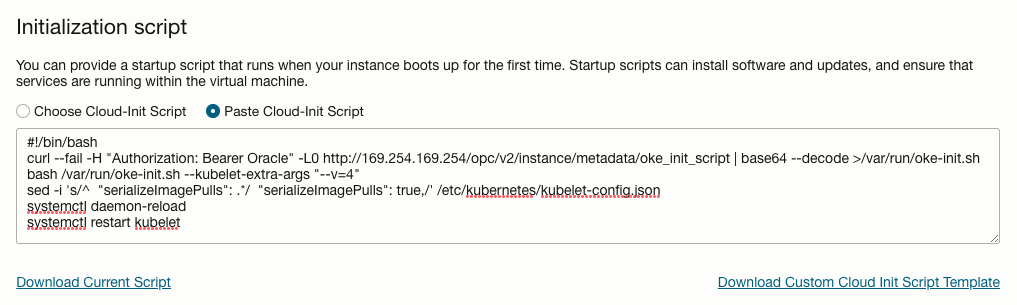 Initialization script
You can provide a startup script that runs when your instance boots up for the first time. Startup scripts can install software and updates, and ensure that
services are running within the virtual machine.
Choose Cloud-Init Script Paste Cloud-Init Script
#!/bin/bash
curl --fail -H "Authorization: Bearer Oracle" -L0 http://169.254.169.254/opc/v2/instance/metadata/oke_init_script | base64 --decode >/var/run/oke-init.sh
bash /var/run/oke-init.sh --kubelet-extra-args "--v=4"
sed -i 's/^  "serializeImagePulls": .*/  "serializeImagePulls": true,/' /etc/kubernetes/kubelet-config.json
systemctl daemon-reload
systemctl restart kubelet
Download Current Script Download Custom Cloud Init Script Template